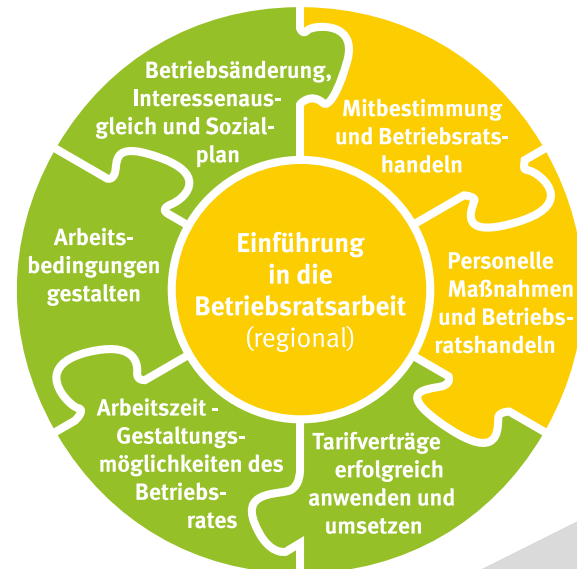 Betriebsänderung,
Interessenaus-
gleich und Sozial-
plan
Mitbestimmung
und Betriebsrats-
handeln
Arbeits-
bedingungen
gestalten
Einführung
in die
Betriebsratsarbeit
(regional)
Personelle
Maßnahmen
und Betriebs-
ratshandeln
Arbeitszeit -
Gestaltungs-
möglichkeiten des
Betriebs-
rates
Tarifverträge
erfolgreich
anwenden und
umsetzen